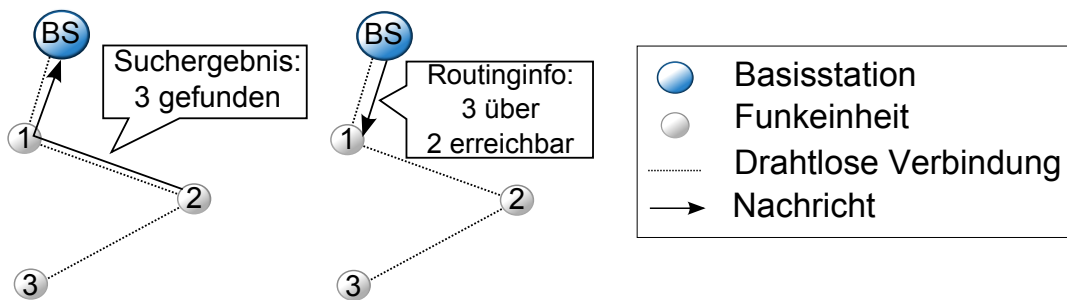 BS
Suchergebnis:
3 gefunden
1
2
3
BS
Routinginfo:
3 über
2 erreichbar
1
2
3
Basisstation
Funkeinheit
Drahtlose Verbindung
Nachricht